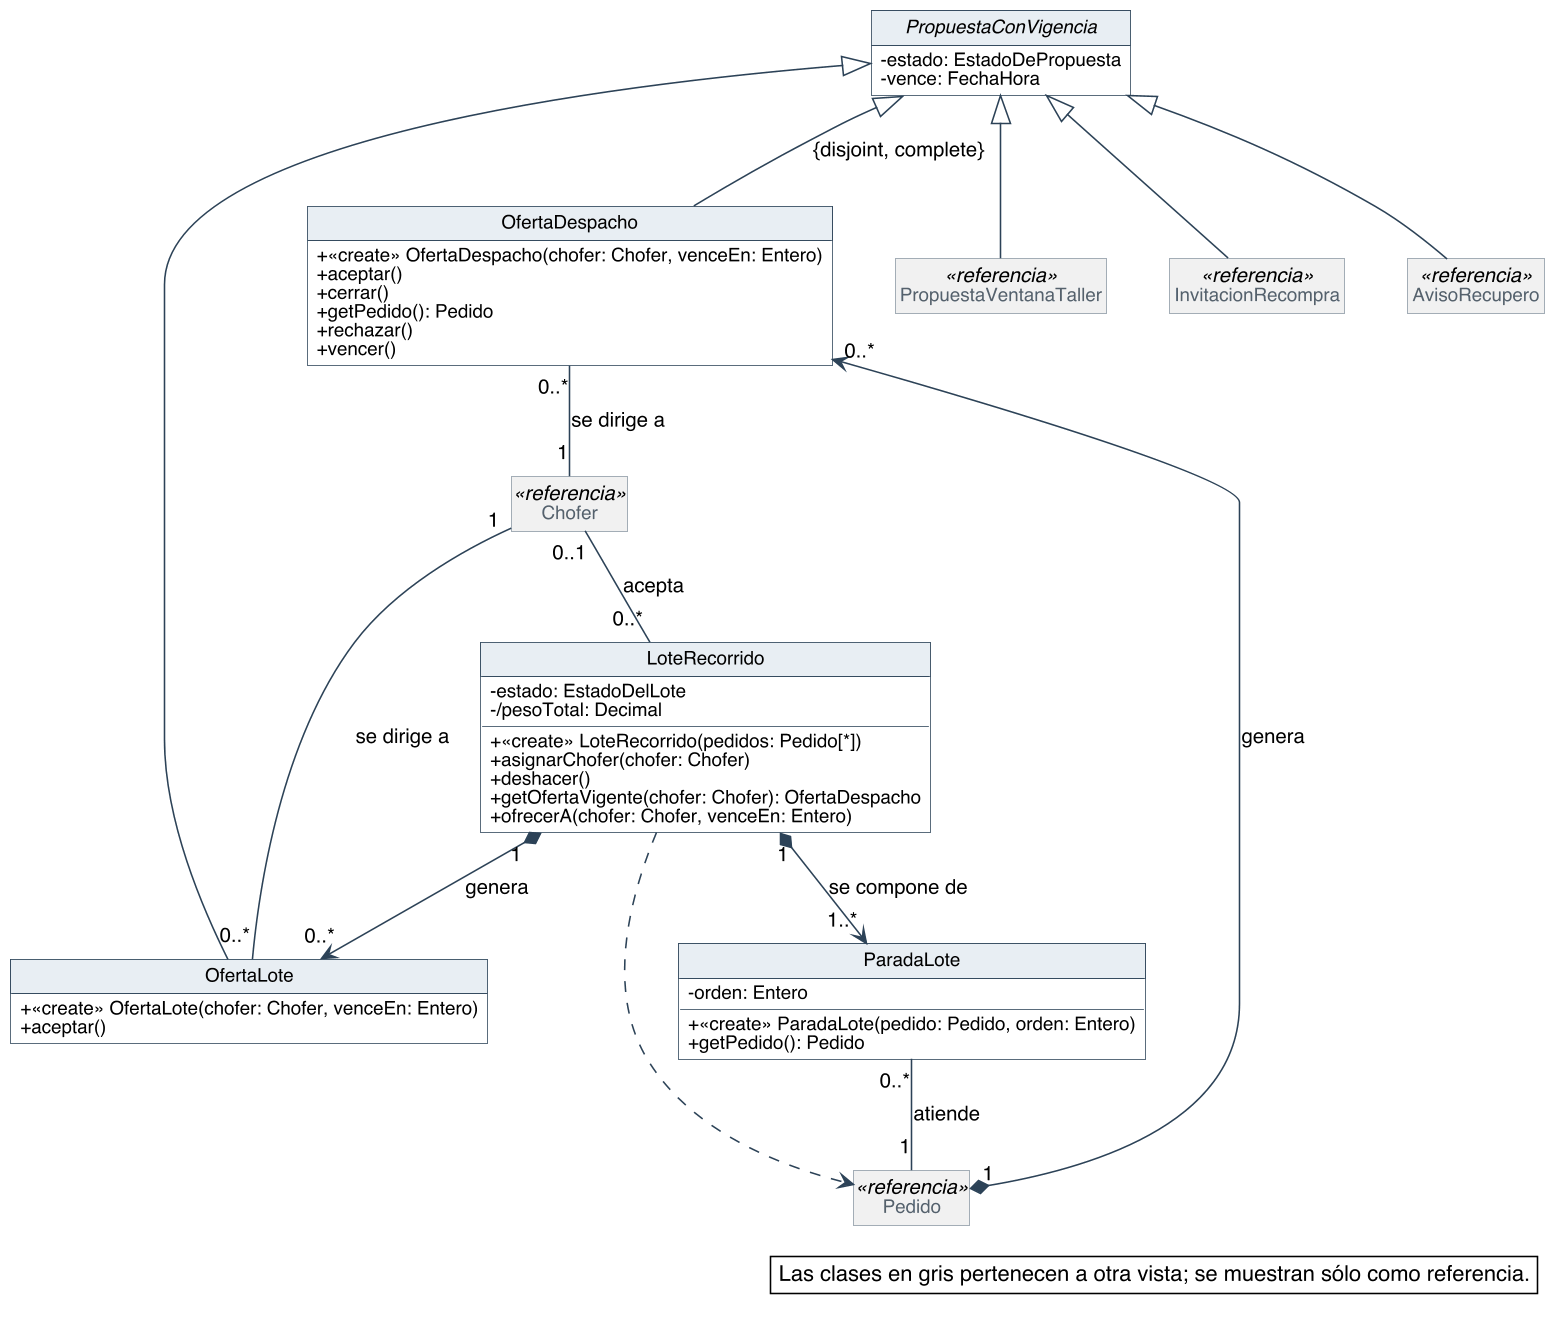 PropuestaConVigencia
-estado: EstadoDePropuesta
-vence: FechaHora
{disjoint, complete}
OfertaDespacho
+«create» OfertaDespacho(chofer: Chofer, venceEn: Entero)
+aceptar()
+cerrar()
+getPedido(): Pedido
+rechazar()
+vencer()
«referencia»
PropuestaVentanaTaller
«referencia»
InvitacionRecompra
«referencia»
AvisoRecupero
0..*
0..*
se dirige a
1
«referencia»
Chofer
1
0..1
acepta
0..*
LoteRecorrido
-estado: EstadoDelLote
-/pesoTotal: Decimal
+«create» LoteRecorrido(pedidos: Pedido[*])
+asignarChofer(chofer: Chofer)
+deshacer()
+getOfertaVigente(chofer: Chofer): OfertaDespacho
+ofrecerA(chofer: Chofer, venceEn: Entero)
se dirige a
genera
1
1
genera
se compone de
0..*
0..*
1..*
OfertaLote
+«create» OfertaLote(chofer: Chofer, venceEn: Entero)
+aceptar()
ParadaLote
-orden: Entero
+«create» ParadaLote(pedido: Pedido, orden: Entero)
+getPedido(): Pedido
0..*
atiende
1
1
«referencia»
Pedido
Las clases en gris pertenecen a otra vista; se muestran sólo como referencia.